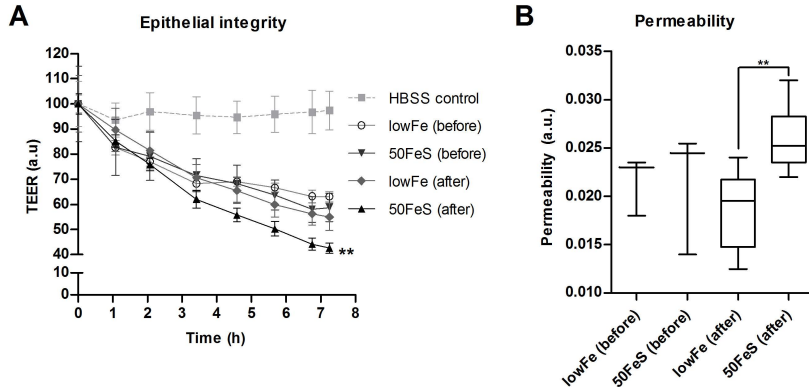 A
Epithelial integrity
120
110
100
90
80
70
60
50
40
10
0
TEER (a.u)
0 1 2 3 4 5 6 7 8
Time (h)
**
HBSS control
lowFe (before)
50FeS (before)
lowFe (after)
50FeS (after)
B
Permeability
0.035
0.030
0.025
0.020
0.015
0.010
Permeability (a.u.)
**
lowFe (before)
50FeS (before)
lowFe (after)
50FeS (after)